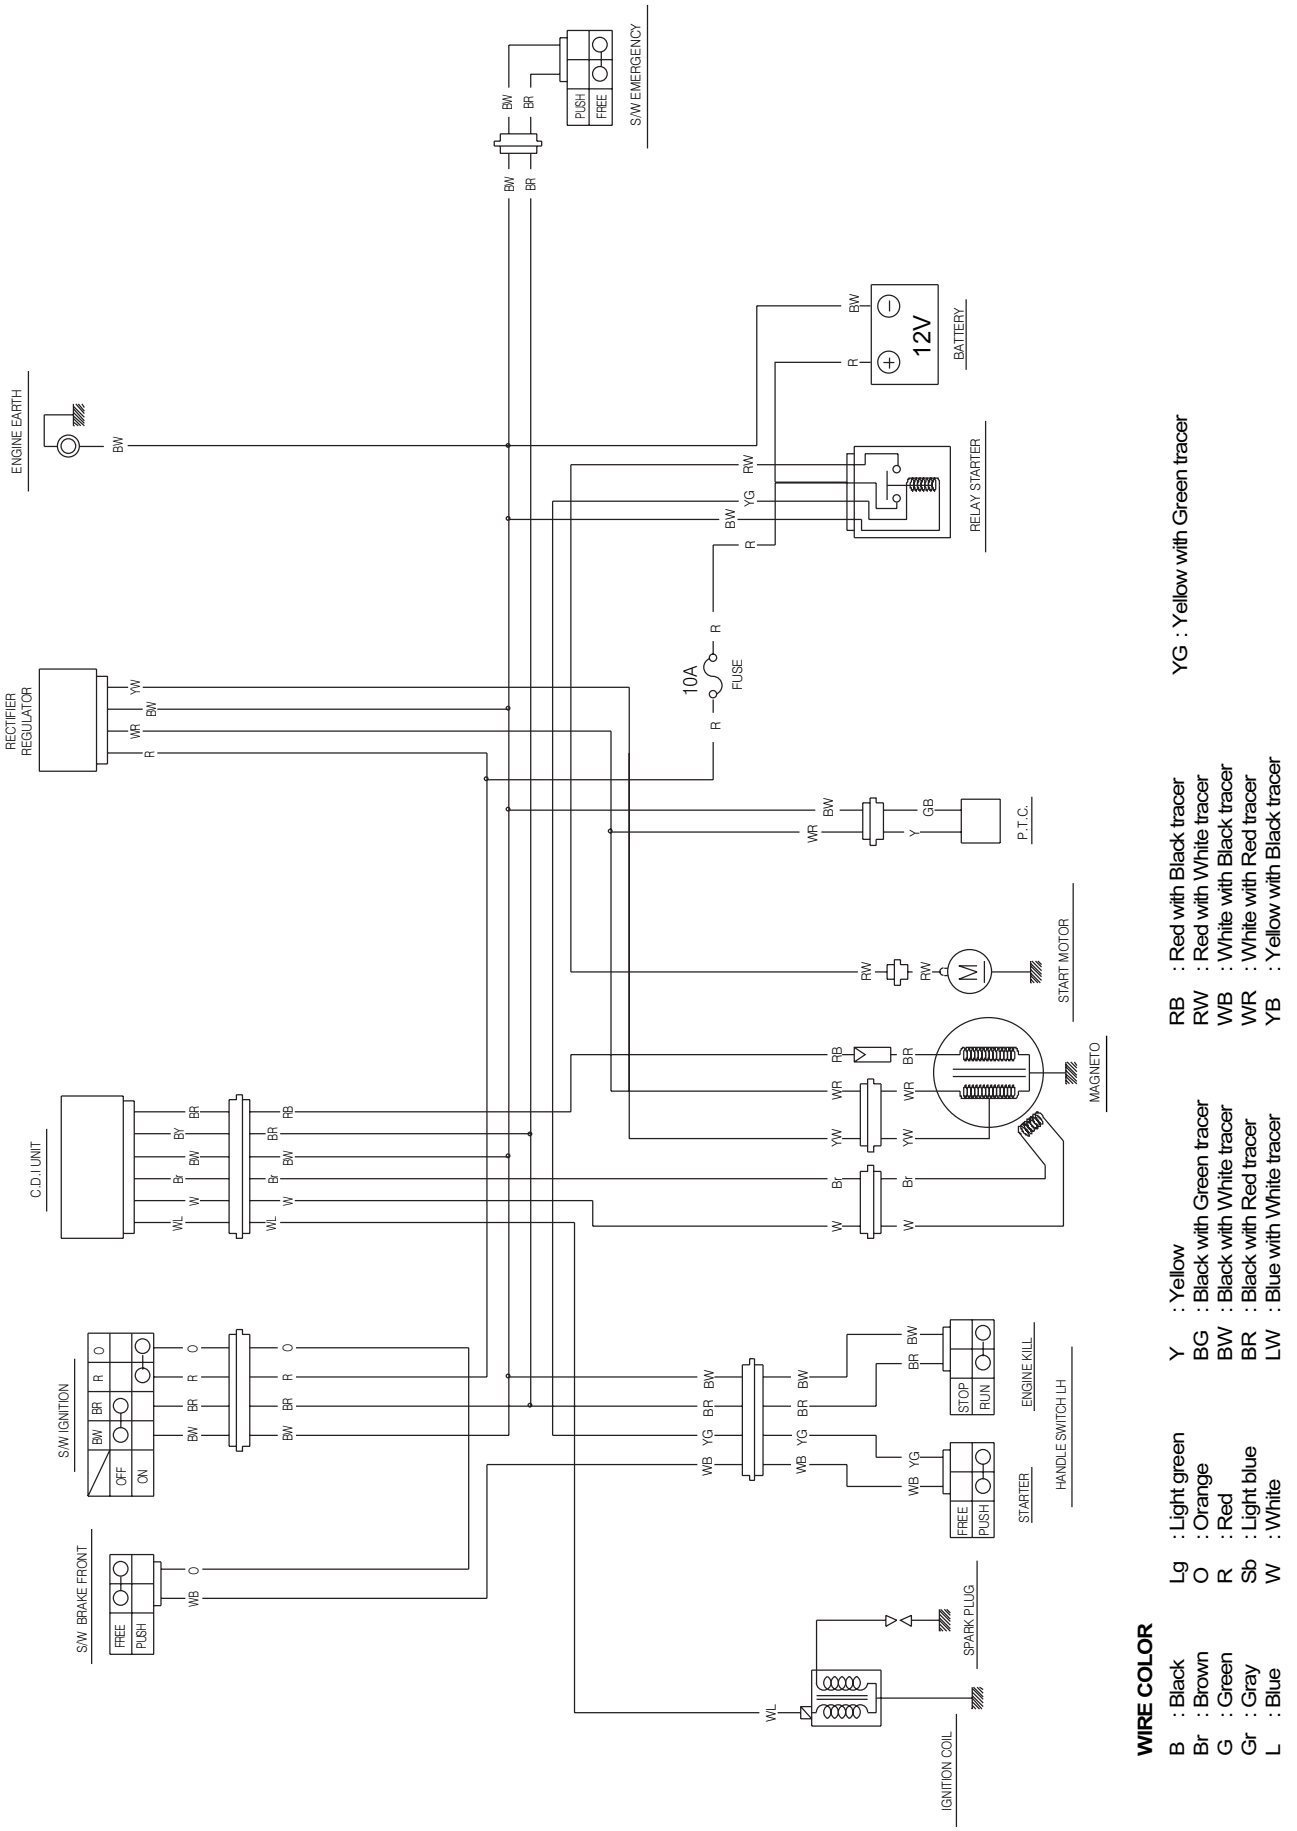 S/W BRAKE FRONT
FREE
PUSH
WB
O
S/W IGNITION
BW BR R O
OFF
ON
BW BR R O
BW BR R O
C.D.I UNIT
WL W Br BW BY BR
WL W Br BW BR RB
RECTIFIER
REGULATOR
R WR BW YW
ENGINE EARTH
BW
BW BW
BR BR
PUSH
FREE
S/W EMERGENCY
WL
IGNITION COIL
SPARK PLUG
WB YG BR BW
WB YG BR BW
WB YG
FREE
PUSH
STARTER
BR BW
STOP
RUN
ENGINE KILL
HANDLE SWITCH LH
W Br YW WR RB
W Br YW WR BR
MAGNETO
RW
RW
M
START MOTOR
WR BW
Y GB
P.T.C.
R R
10A
FUSE
R
BW YG RW
RELAY STARTER
R BW
+ −
12V
BATTERY
WIRE COLOR
B : Black
Br : Brown
G : Green
Gr : Gray
L : Blue
Lg : Light green
O : Orange
R : Red
Sb : Light blue
W : White
Y : Yellow
BG : Black with Green tracer
BW : Black with White tracer
BR : Black with Red tracer
LW : Blue with White tracer
RB : Red with Black tracer
RW : Red with White tracer
WB : White with Black tracer
WR : White with Red tracer
YB : Yellow with Black tracer
YG : Yellow with Green tracer